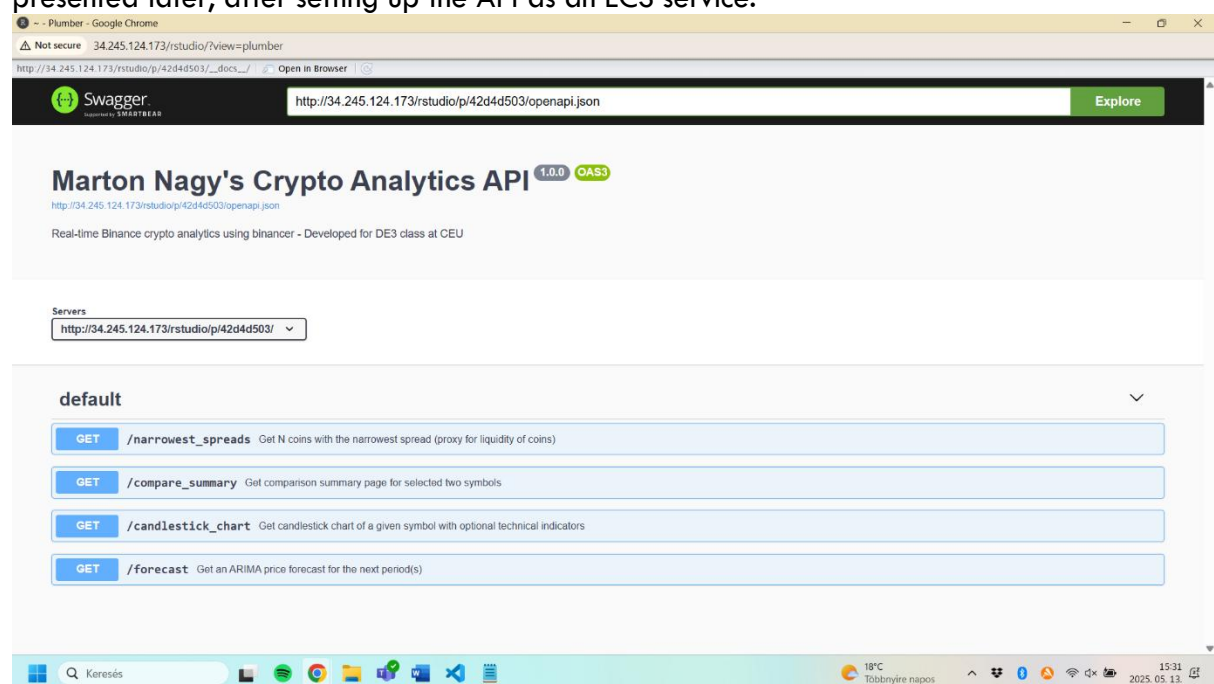 presented later, after setting up the API as an ECS service.
~ - Plumber - Google Chrome
Not secure 34.245.124.173/rstudio/?view=plumber
http://34.245.124.173/rstudio/p/42d4d503/__docs__/ Open in Browser
Swagger.
Supported by SMARTBEAR
http://34.245.124.173/rstudio/p/42d4d503/openapi.json
Explore
Marton Nagy's Crypto Analytics API 1.0.0 OAS3
http://34.245.124.173/rstudio/p/42d4d503/openapi.json
Real-time Binance crypto analytics using binancer - Developed for DE3 class at CEU
Servers
http://34.245.124.173/rstudio/p/42d4d503/
default
GET /narrowest_spreads Get N coins with the narrowest spread (proxy for liquidity of coins)
GET /compare_summary Get comparison summary page for selected two symbols
GET /candlestick_chart Get candlestick chart of a given symbol with optional technical indicators
GET /forecast Get an ARIMA price forecast for the next period(s)
Keresés
18°C
Többnyire napos
15:31
2025. 05. 13.